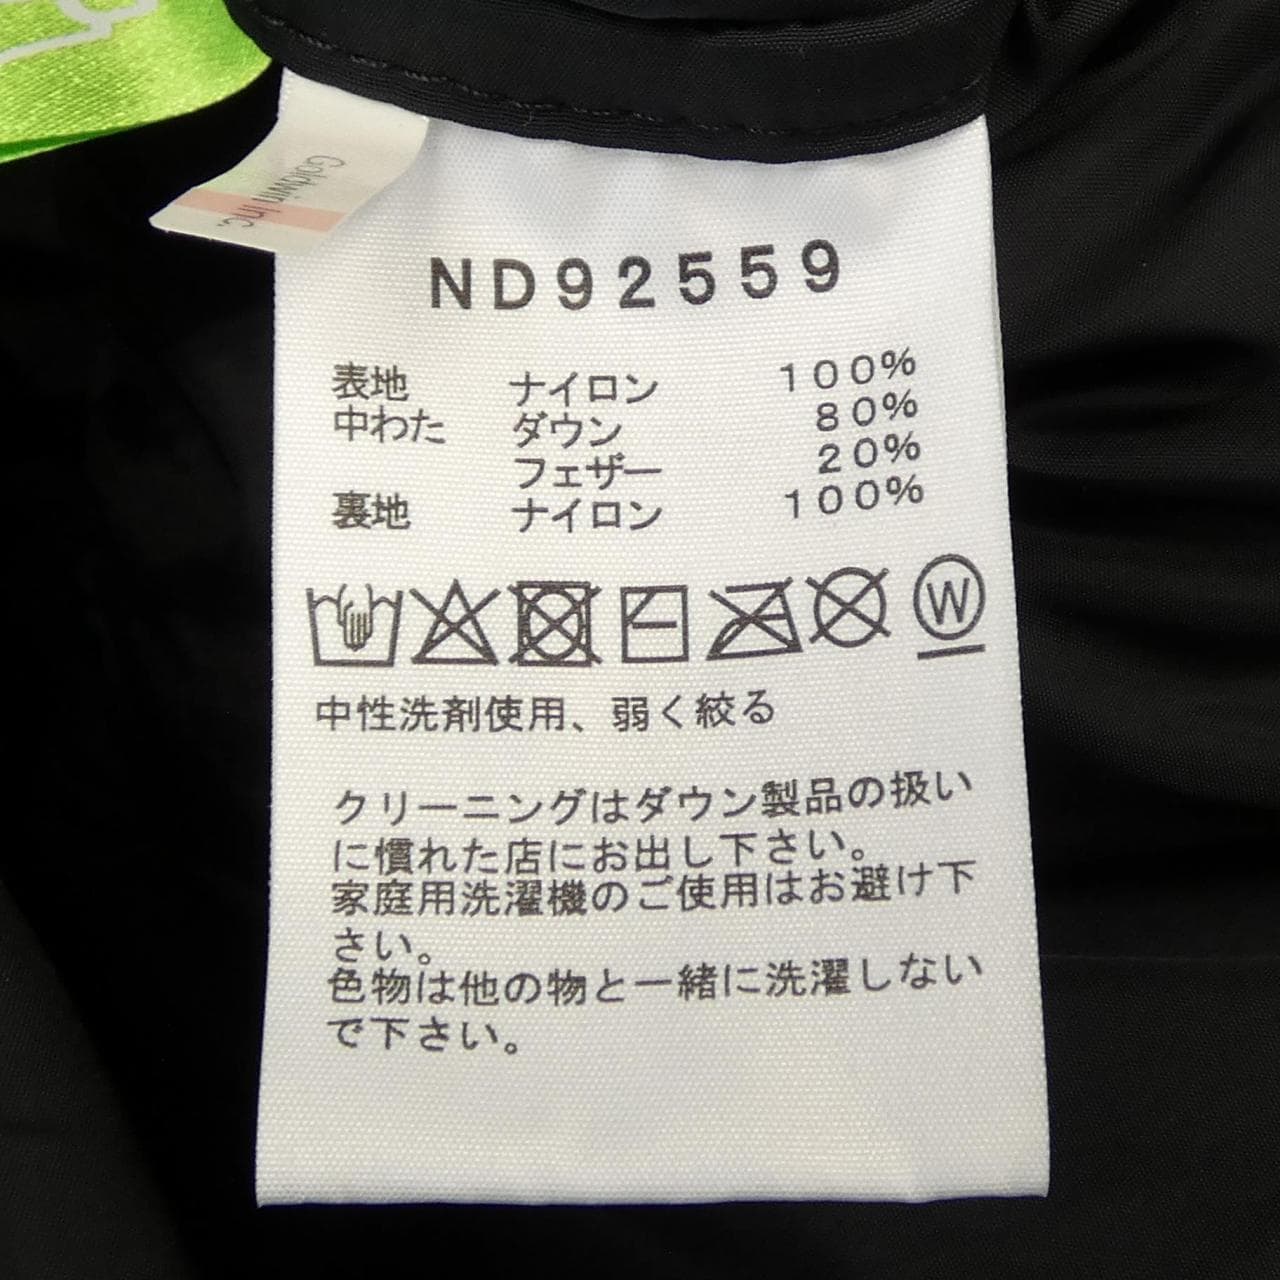 Goldwin Inc.
ND92559
表地 ナイロン 100%
中わた ダウン 80%
フェザー 20%
裏地 ナイロン 100%
W
中性洗剤使用、弱く絞る
クリーニングはダウン製品の扱い
に慣れた店にお出し下さい。
家庭用洗濯機のご使用はお避け下
さい。
色物は他の物と一緒に洗濯しない
で下さい。